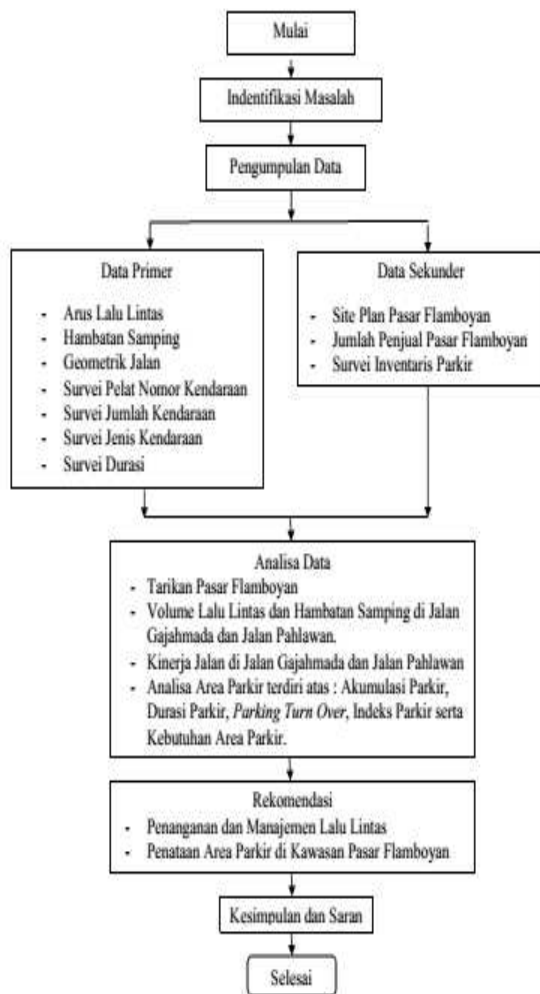 Mulai
Indentifikasi Masalah
Pengumpulan Data
Data Primer
- Arus Lalu Lintas
- Hambatan Samping
- Geometrik Jalan
- Survei Pelat Nomor Kendaraan
- Survei Jumlah Kendaraan
- Survei Jenis Kendaraan
- Survei Durasi
Data Sekunder
- Site Plan Pasar Flamboyan
- Jumlah Penjual Pasar Flamboyan
- Survei Inventaris Parkir
Analisa Data
- Tarikan Pasar Flamboyan
- Volume Lalu Lintas dan Hambatan Samping di Jalan
Gajahmada dan Jalan Pahlawan.
- Kinerja Jalan di Jalan Gajahmada dan Jalan Pahlawan
- Analisa Area Parkir terdiri atas : Akumulasi Parkir,
Durasi Parkir, Parking Turn Over, Indeks Parkir serta
Kebutuhan Area Parkir.
Rekomendasi
- Penanganan dan Manajemen Lalu Lintas
- Penataan Area Parkir di Kawasan Pasar Flamboyan
Kesimpulan dan Saran
Selesai